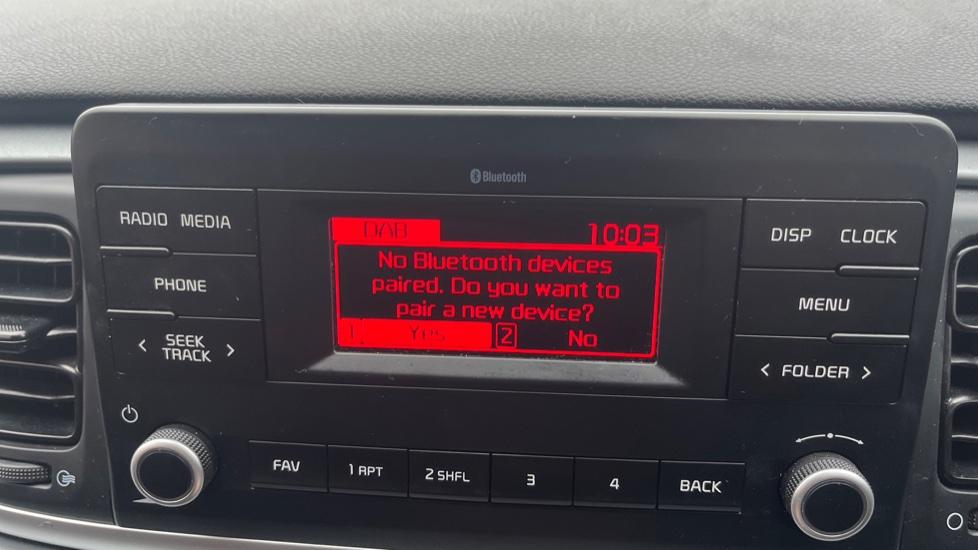 Bluetooth
RADIO MEDIA
PHONE
< SEEK TRACK >
DAB
10:03
No Bluetooth devices
paired. Do you want to
pair a new device?
1 Yes 2 No
DISP CLOCK
MENU
< FOLDER >
FAV
1 RPT
2 SHFL
3
4
BACK